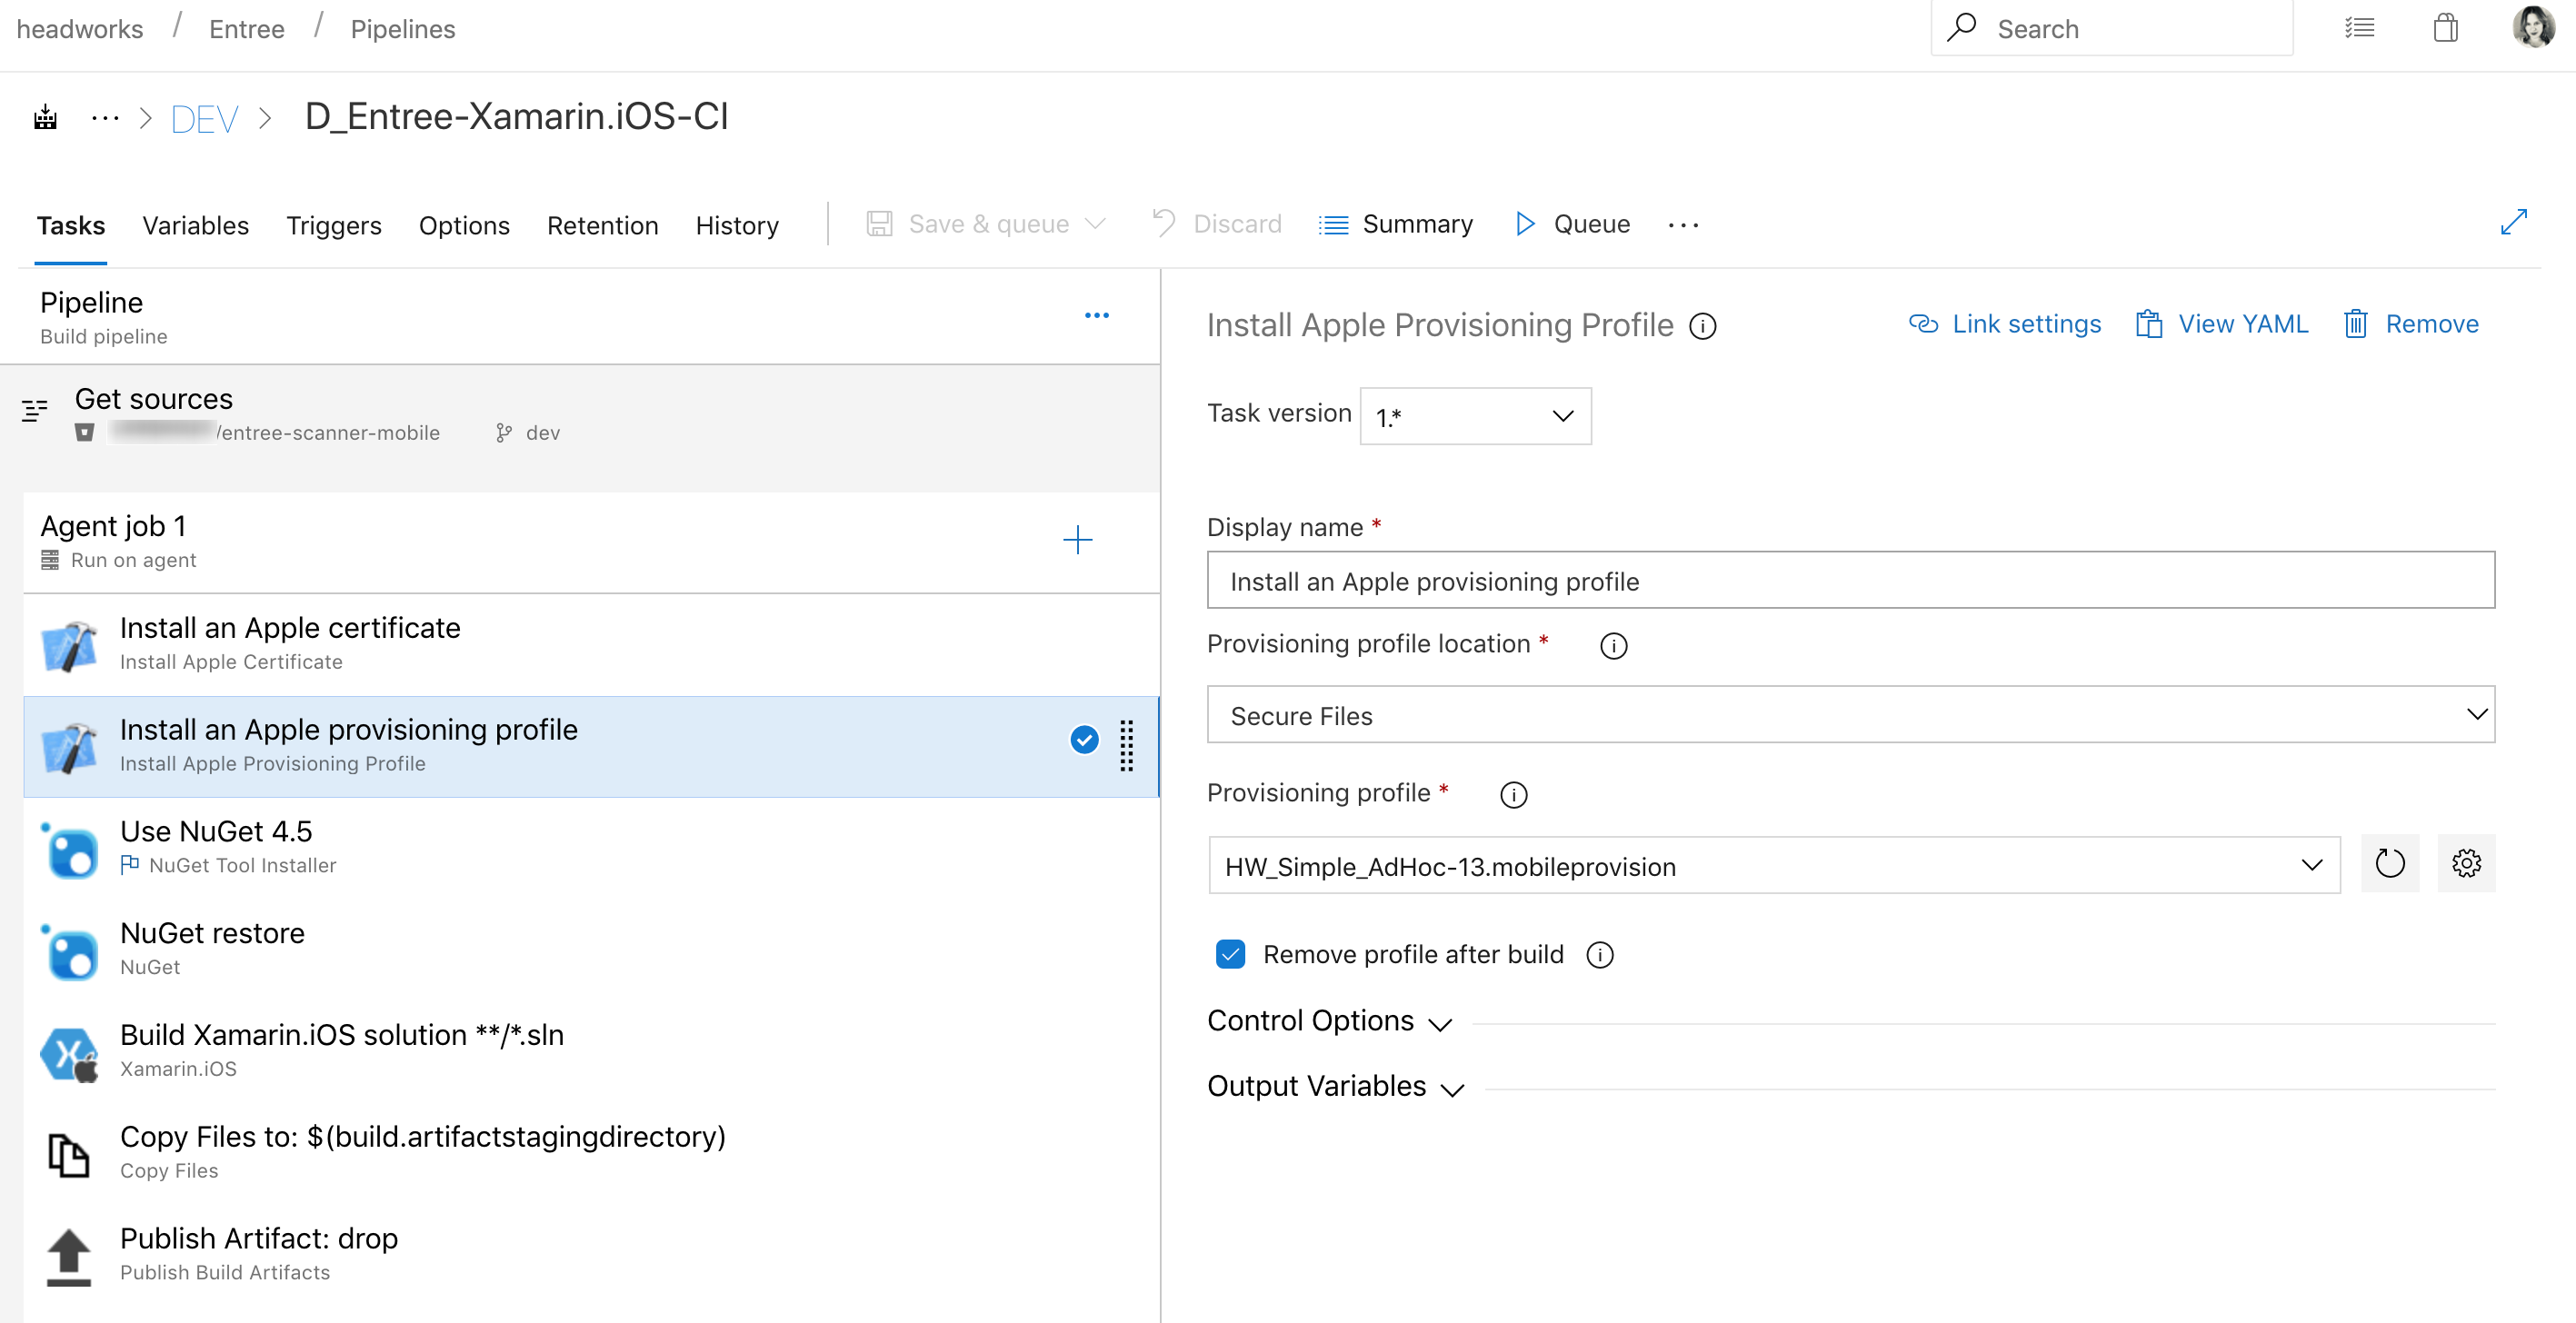 headworks / Entree / Pipelines
Search
... > DEV > D_Entree-Xamarin.iOS-CI
Tasks Variables Triggers Options Retention History Save & queue Discard Summary Queue ...
Pipeline
Build pipeline
Get sources
/entree-scanner-mobile dev
Agent job 1
Run on agent
Install an Apple certificate
Install Apple Certificate
Install an Apple provisioning profile
Install Apple Provisioning Profile
Use NuGet 4.5
NuGet Tool Installer
NuGet restore
NuGet
Build Xamarin.iOS solution **/*.sln
Xamarin.iOS
Copy Files to: $(build.artifactstagingdirectory)
Copy Files
Publish Artifact: drop
Publish Build Artifacts
Install Apple Provisioning Profile
Link settings View YAML Remove
Task version 1.*
Display name *
Install an Apple provisioning profile
Provisioning profile location *
Secure Files
Provisioning profile *
HW_Simple_AdHoc-13.mobileprovision
Remove profile after build
Control Options
Output Variables